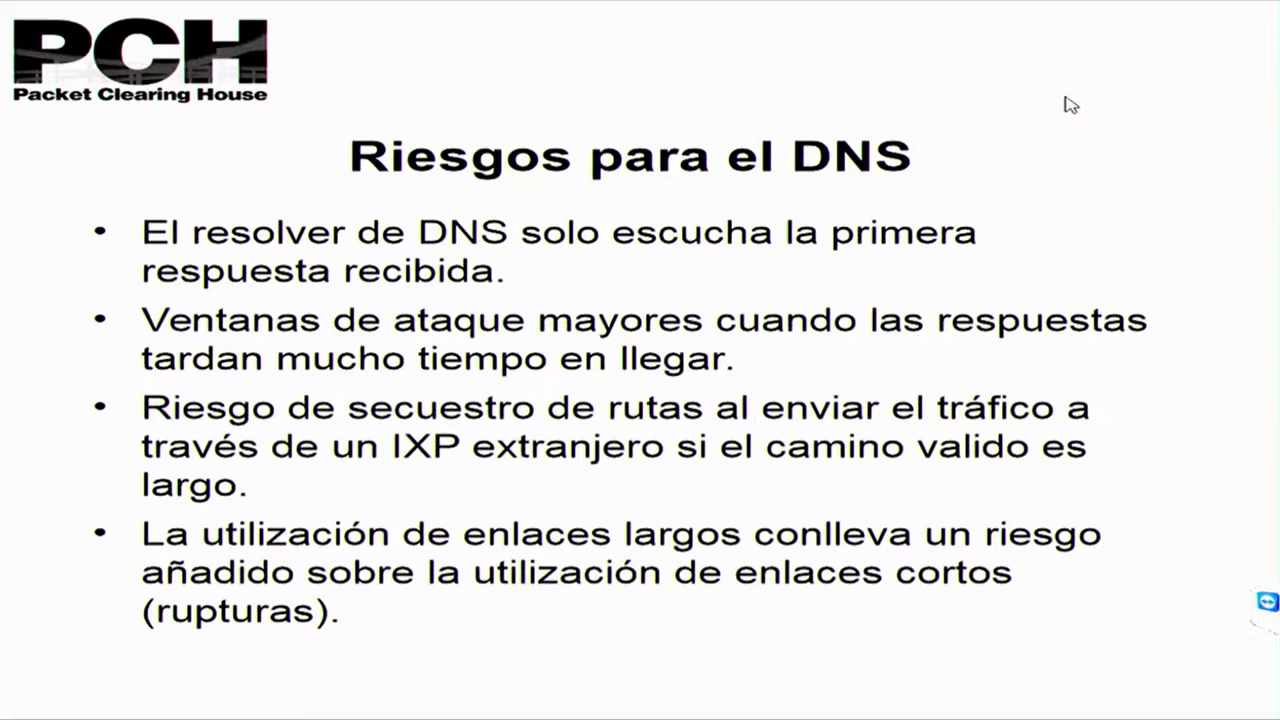 PCH
Packet Clearing House
Riesgos para el DNS
• El resolver de DNS solo escucha la primera
respuesta recibida.
• Ventanas de ataque mayores cuando las respuestas
tardan mucho tiempo en llegar.
• Riesgo de secuestro de rutas al enviar el tráfico a
través de un IXP extranjero si el camino valido es
largo.
• La utilización de enlaces largos conlleva un riesgo
añadido sobre la utilización de enlaces cortos
(rupturas).